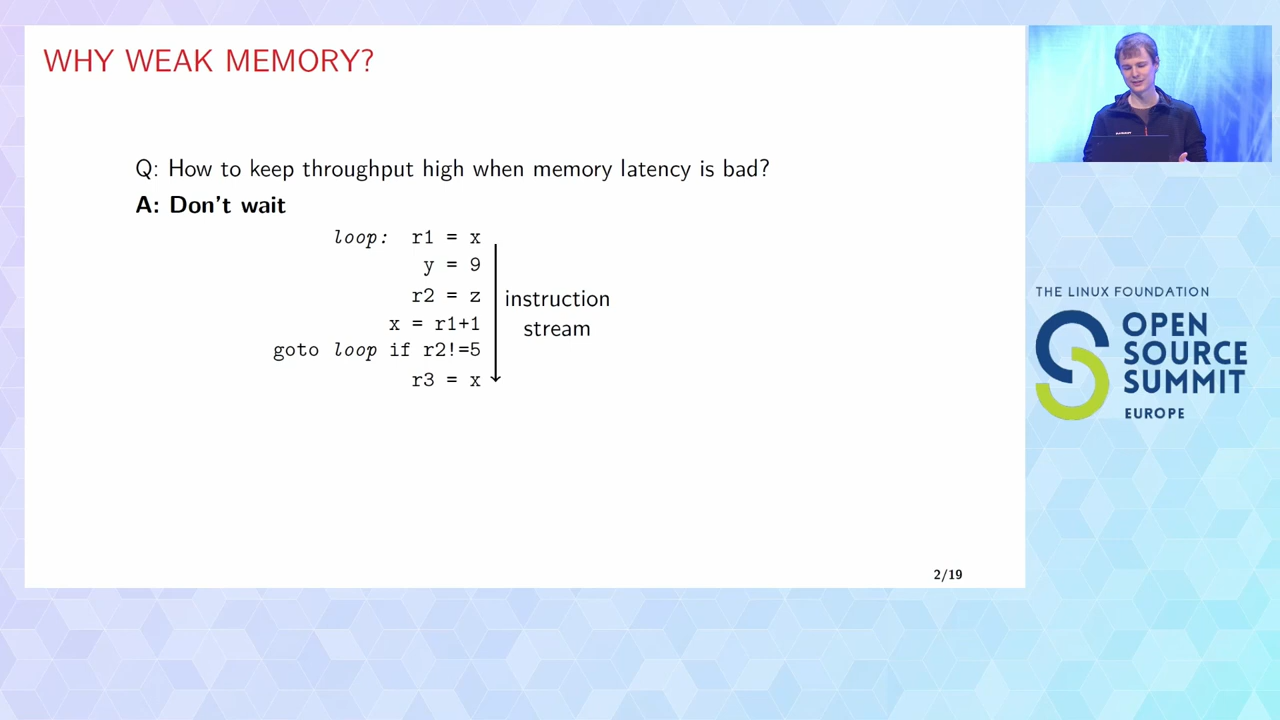 WHY WEAK MEMORY?
Q: How to keep throughput high when memory latency is bad?
A: Don't wait
loop: r1 = x
y = 9
r2 = z
x = r1+1
goto loop if r2!=5
r3 = x
instruction
stream
2/19
THE LINUX FOUNDATION
OPEN
SOURCE
SUMMIT
EUROPE